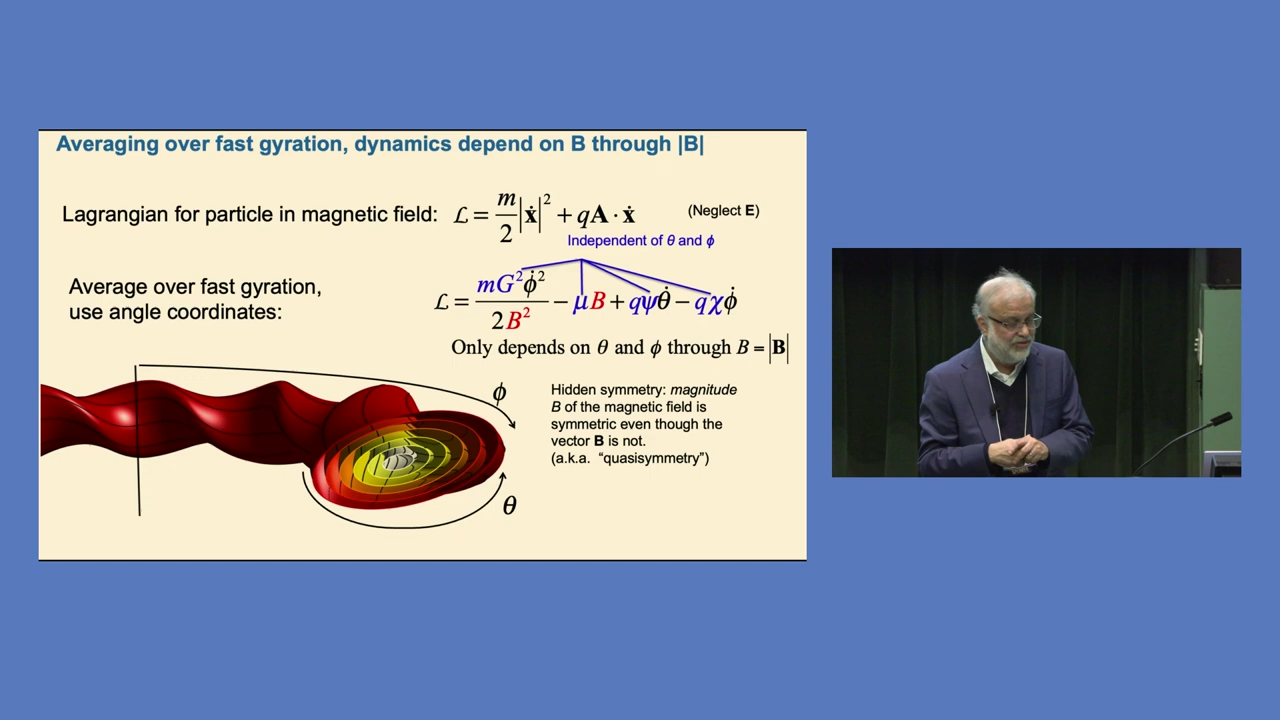 Averaging over fast gyration, dynamics depend on B through |B|
Lagrangian for particle in magnetic field: ℒ = m/2 |ẋ|² + qA · ẋ (Neglect E)
Independent of θ and ϕ
Average over fast gyration,
use angle coordinates:
ℒ = mG²ϕ̇²/2B² − μB + qψθ̇ − qχϕ̇
Only depends on θ and ϕ through B = |B|
ϕ
Hidden symmetry: magnitude
B of the magnetic field is
symmetric even though the
vector B is not.
(a.k.a. “quasisymmetry”)
θ